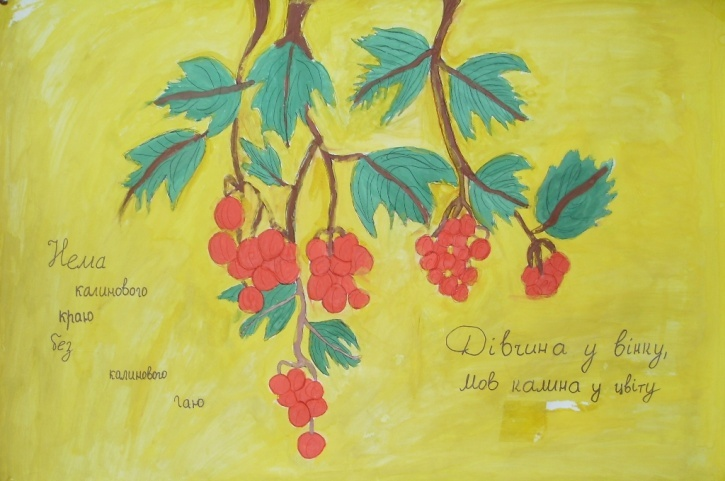 Нема
калинового
краю
без
калинового
гаю
Дівчина у вінку,
мов калина у цвіту